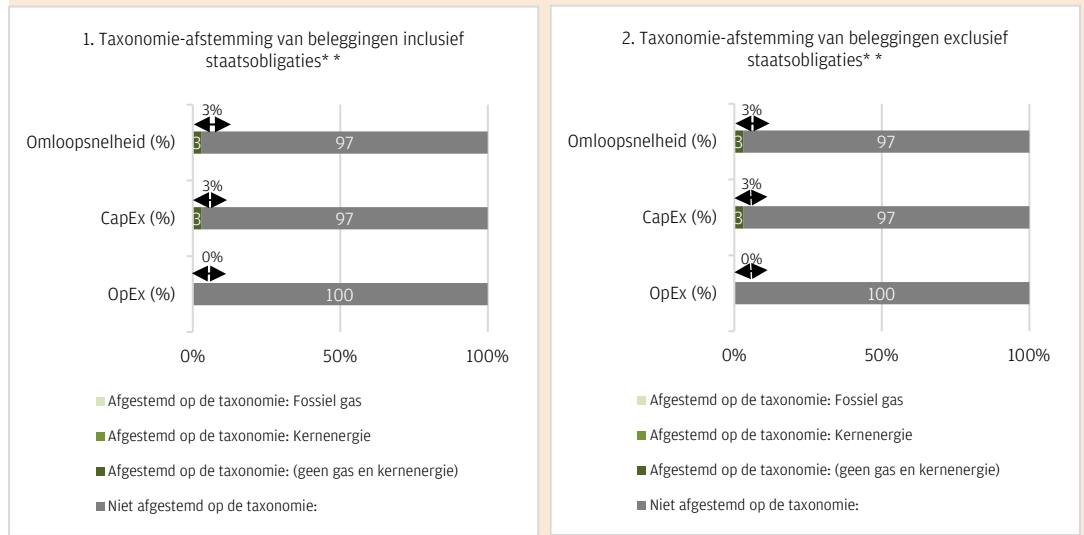 1. Taxonomie-afstemming van beleggingen inclusief
staatsobligaties* *
3%
Omloopsnelheid (%)
3
97
3%
CapEx (%)
3
97
0%
OpEx (%)
100
0%
50%
100%
Afgestemd op de taxonomie: Fossiel gas
Afgestemd op de taxonomie: Kernenergie
Afgestemd op de taxonomie: (geen gas en kernenergie)
Niet afgestemd op de taxonomie:
2. Taxonomie-afstemming van beleggingen exclusief
staatsobligaties* *
3%
Omloopsnelheid (%)
3
97
3%
CapEx (%)
3
97
0%
OpEx (%)
100
0%
50%
100%
Afgestemd op de taxonomie: Fossiel gas
Afgestemd op de taxonomie: Kernenergie
Afgestemd op de taxonomie: (geen gas en kernenergie)
Niet afgestemd op de taxonomie: